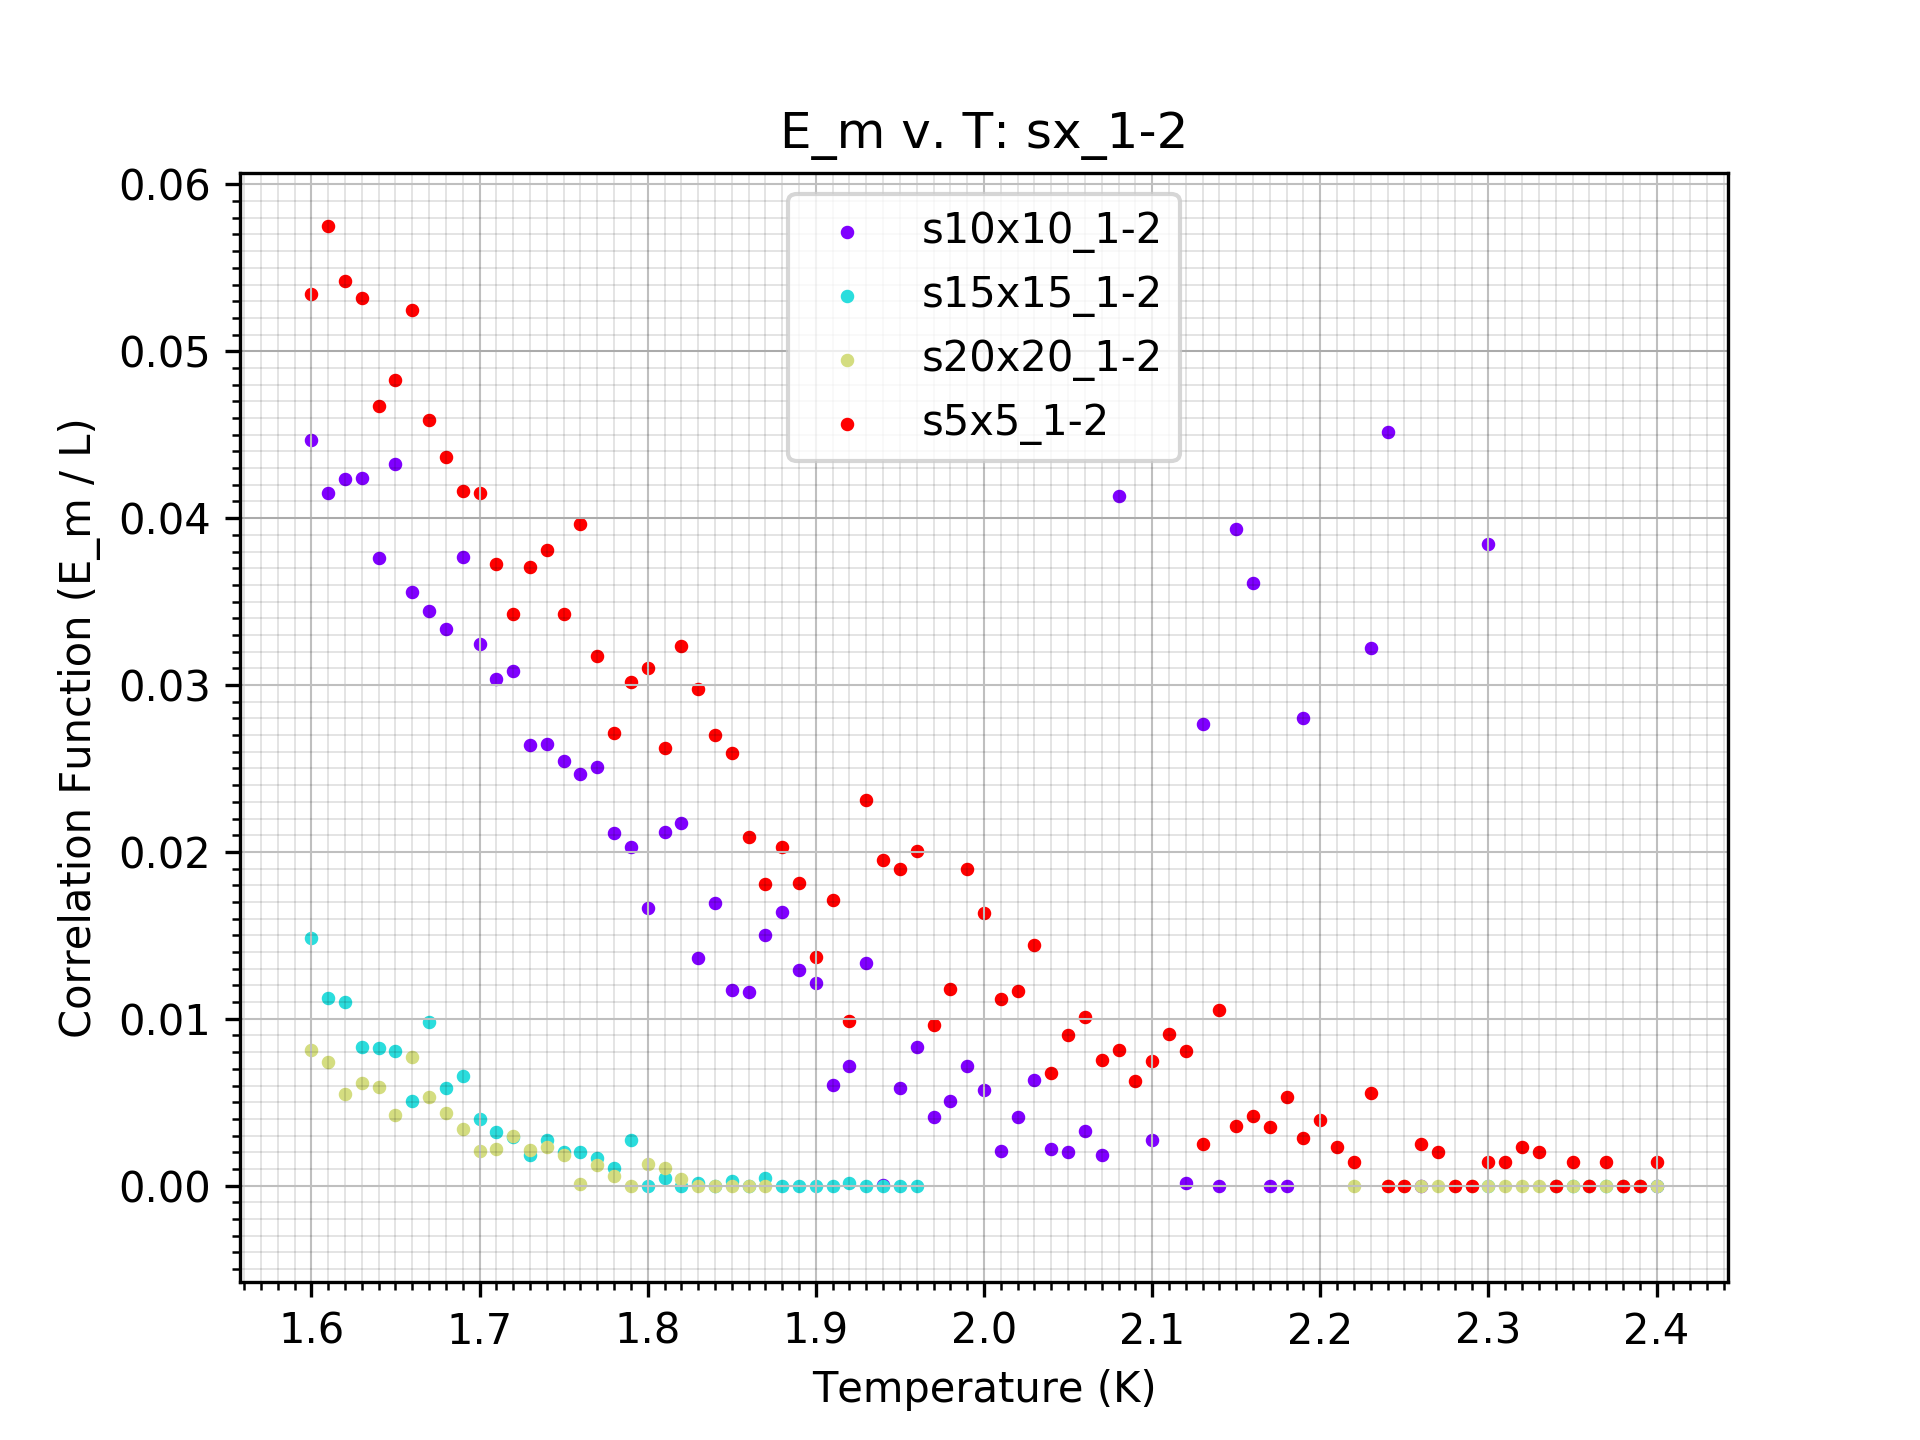 E_m v. T: sx_1-2
s10x10_1-2
s15x15_1-2
s20x20_1-2
s5x5_1-2
0.06
0.05
0.04
0.03
0.02
0.01
0.00
Correlation Function (E_m / L)
1.6 1.7 1.8 1.9 2.0 2.1 2.2 2.3 2.4
Temperature (K)